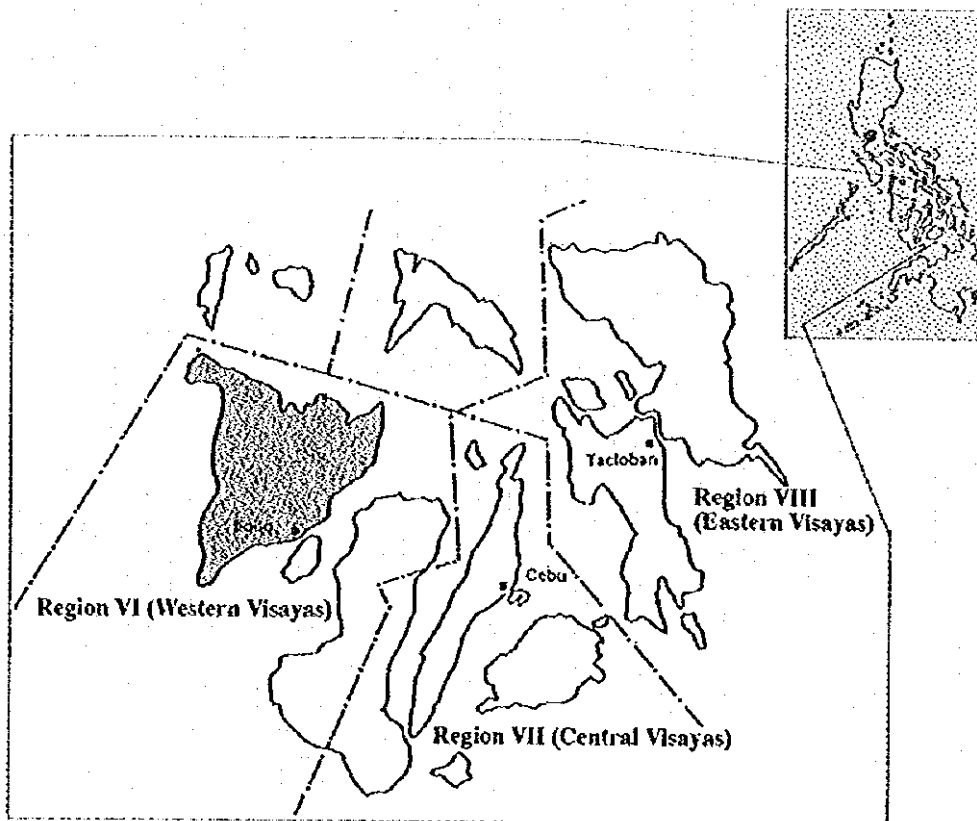 Tacloban
Region VIII
(Eastern Visayas)
Cebu
Region VI (Western Visayas)
Region VII (Central Visayas)